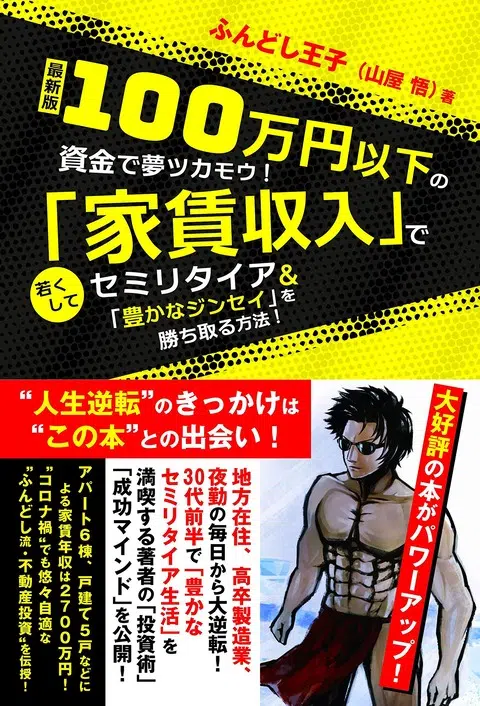 ふんどし王子(山屋 悟)著
最新版
100万円以下の
資金で夢ツカモウ!
「家賃収入」で
若くして
セミリタイア&
「豊かなジンセイ」を
勝ち取る方法!
“人生逆転”のきっかけは
“この本”との出会い!
大好評の本がパワーアップ!
地方在住、高卒製造業、
夜勤の毎日から大逆転!
30代前半で「豊かな
セミリタイア生活」を
満喫する著者の「投資術」
「成功マインド」を公開!
アパート6棟、戸建て5戸などに
よる家賃年収は2700万円!
“コロナ禍”でも悠々自適な
“ふんどし流・不動産投資”を伝授!